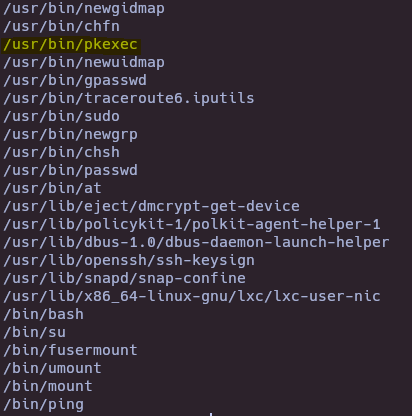 /usr/bin/newgidmap
/usr/bin/chfn
/usr/bin/pkexec
/usr/bin/newuidmap
/usr/bin/gpasswd
/usr/bin/traceroute6.iputils
/usr/bin/sudo
/usr/bin/newgrp
/usr/bin/chsh
/usr/bin/passwd
/usr/bin/at
/usr/lib/eject/dmcrypt-get-device
/usr/lib/policykit-1/polkit-agent-helper-1
/usr/lib/dbus-1.0/dbus-daemon-launch-helper
/usr/lib/openssh/ssh-keysign
/usr/lib/snapd/snap-confine
/usr/lib/x86_64-linux-gnu/lxc/lxc-user-nic
/bin/bash
/bin/su
/bin/fusermount
/bin/umount
/bin/mount
/bin/ping